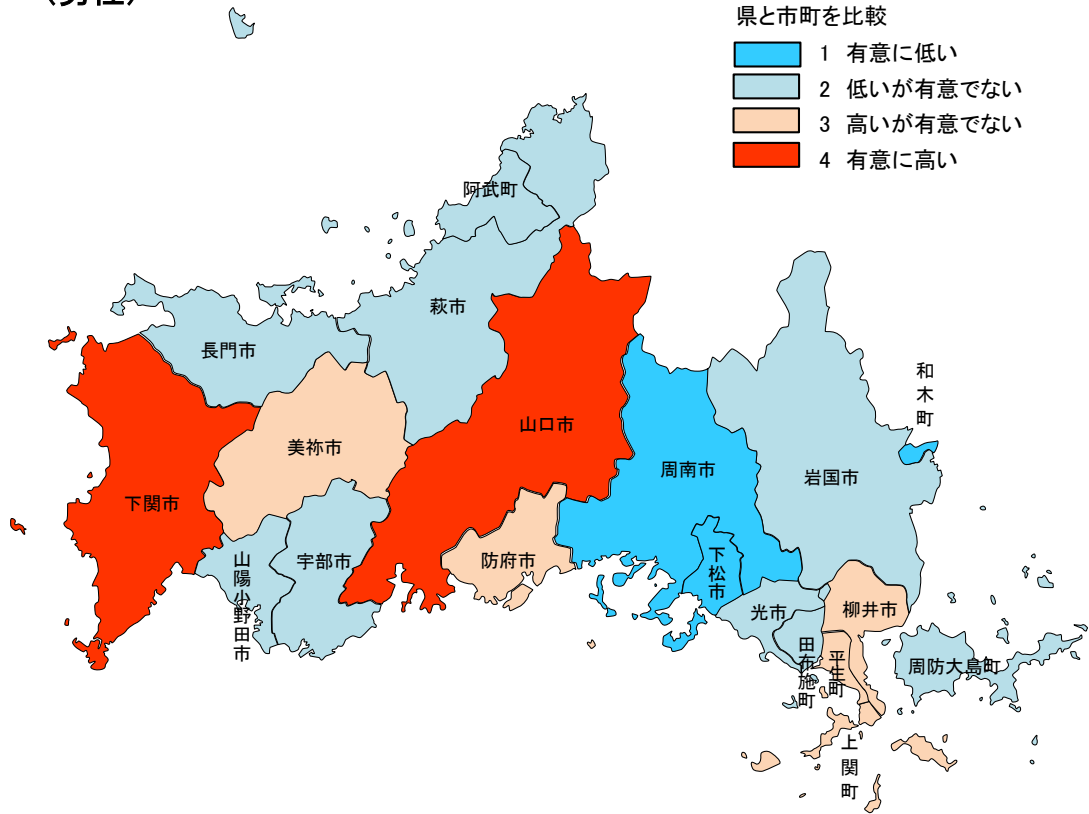 県と市町を比較
1 有意に低い
2 低いが有意でない
3 高いが有意でない
4 有意に高い
阿武町
萩市
長門市
和木町
山口市
美祢市
周南市
岩国市
下関市
宇部市
防府市
山陽小野田市
下松市
光市
柳井市
田布施町
平生町
周防大島町
上関町